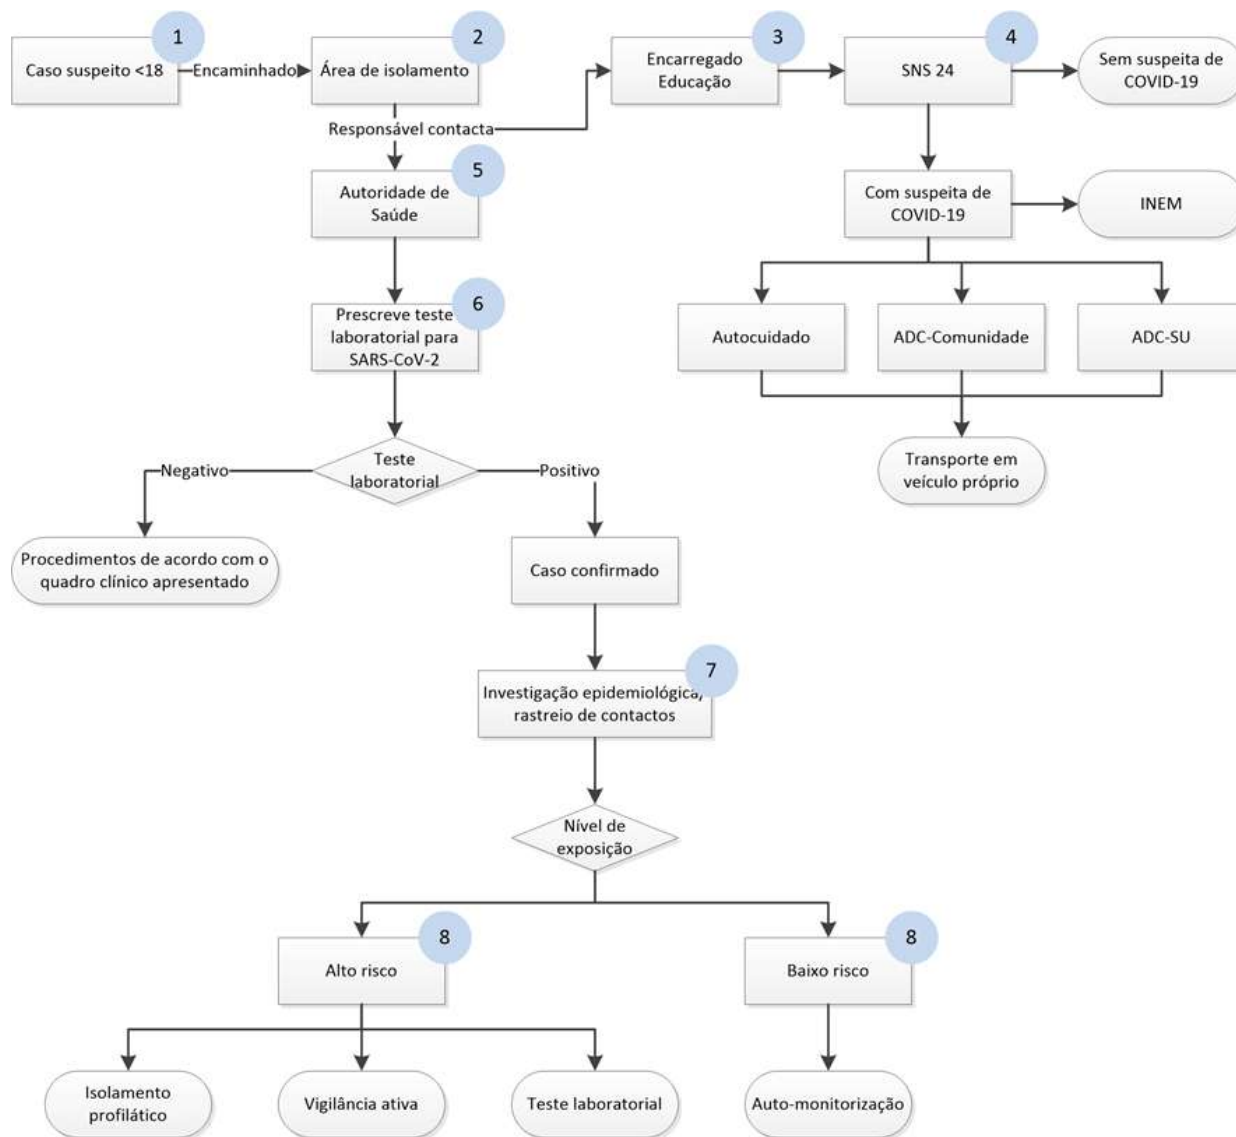 1
Caso suspeito <18
Encaminhado
2
Área de isolamento
3
Encarregado
Educação
4
SNS 24
Sem suspeita de
COVID-19
Responsável contacta
5
Autoridade de
Saúde
Com suspeita de
COVID-19
INEM
6
Prescreve teste
laboratorial para
SARS-CoV-2
Autocuidado
ADC-Comunidade
ADC-SU
Transporte em
veículo próprio
Negativo
Teste
laboratorial
Positivo
Procedimentos de acordo com o
quadro clínico apresentado
Caso confirmado
7
Investigação epidemiológica/
rastreio de contactos
Nível de
exposição
8
Alto risco
8
Baixo risco
Isolamento
profilático
Vigilância ativa
Teste laboratorial
Auto-monitorização